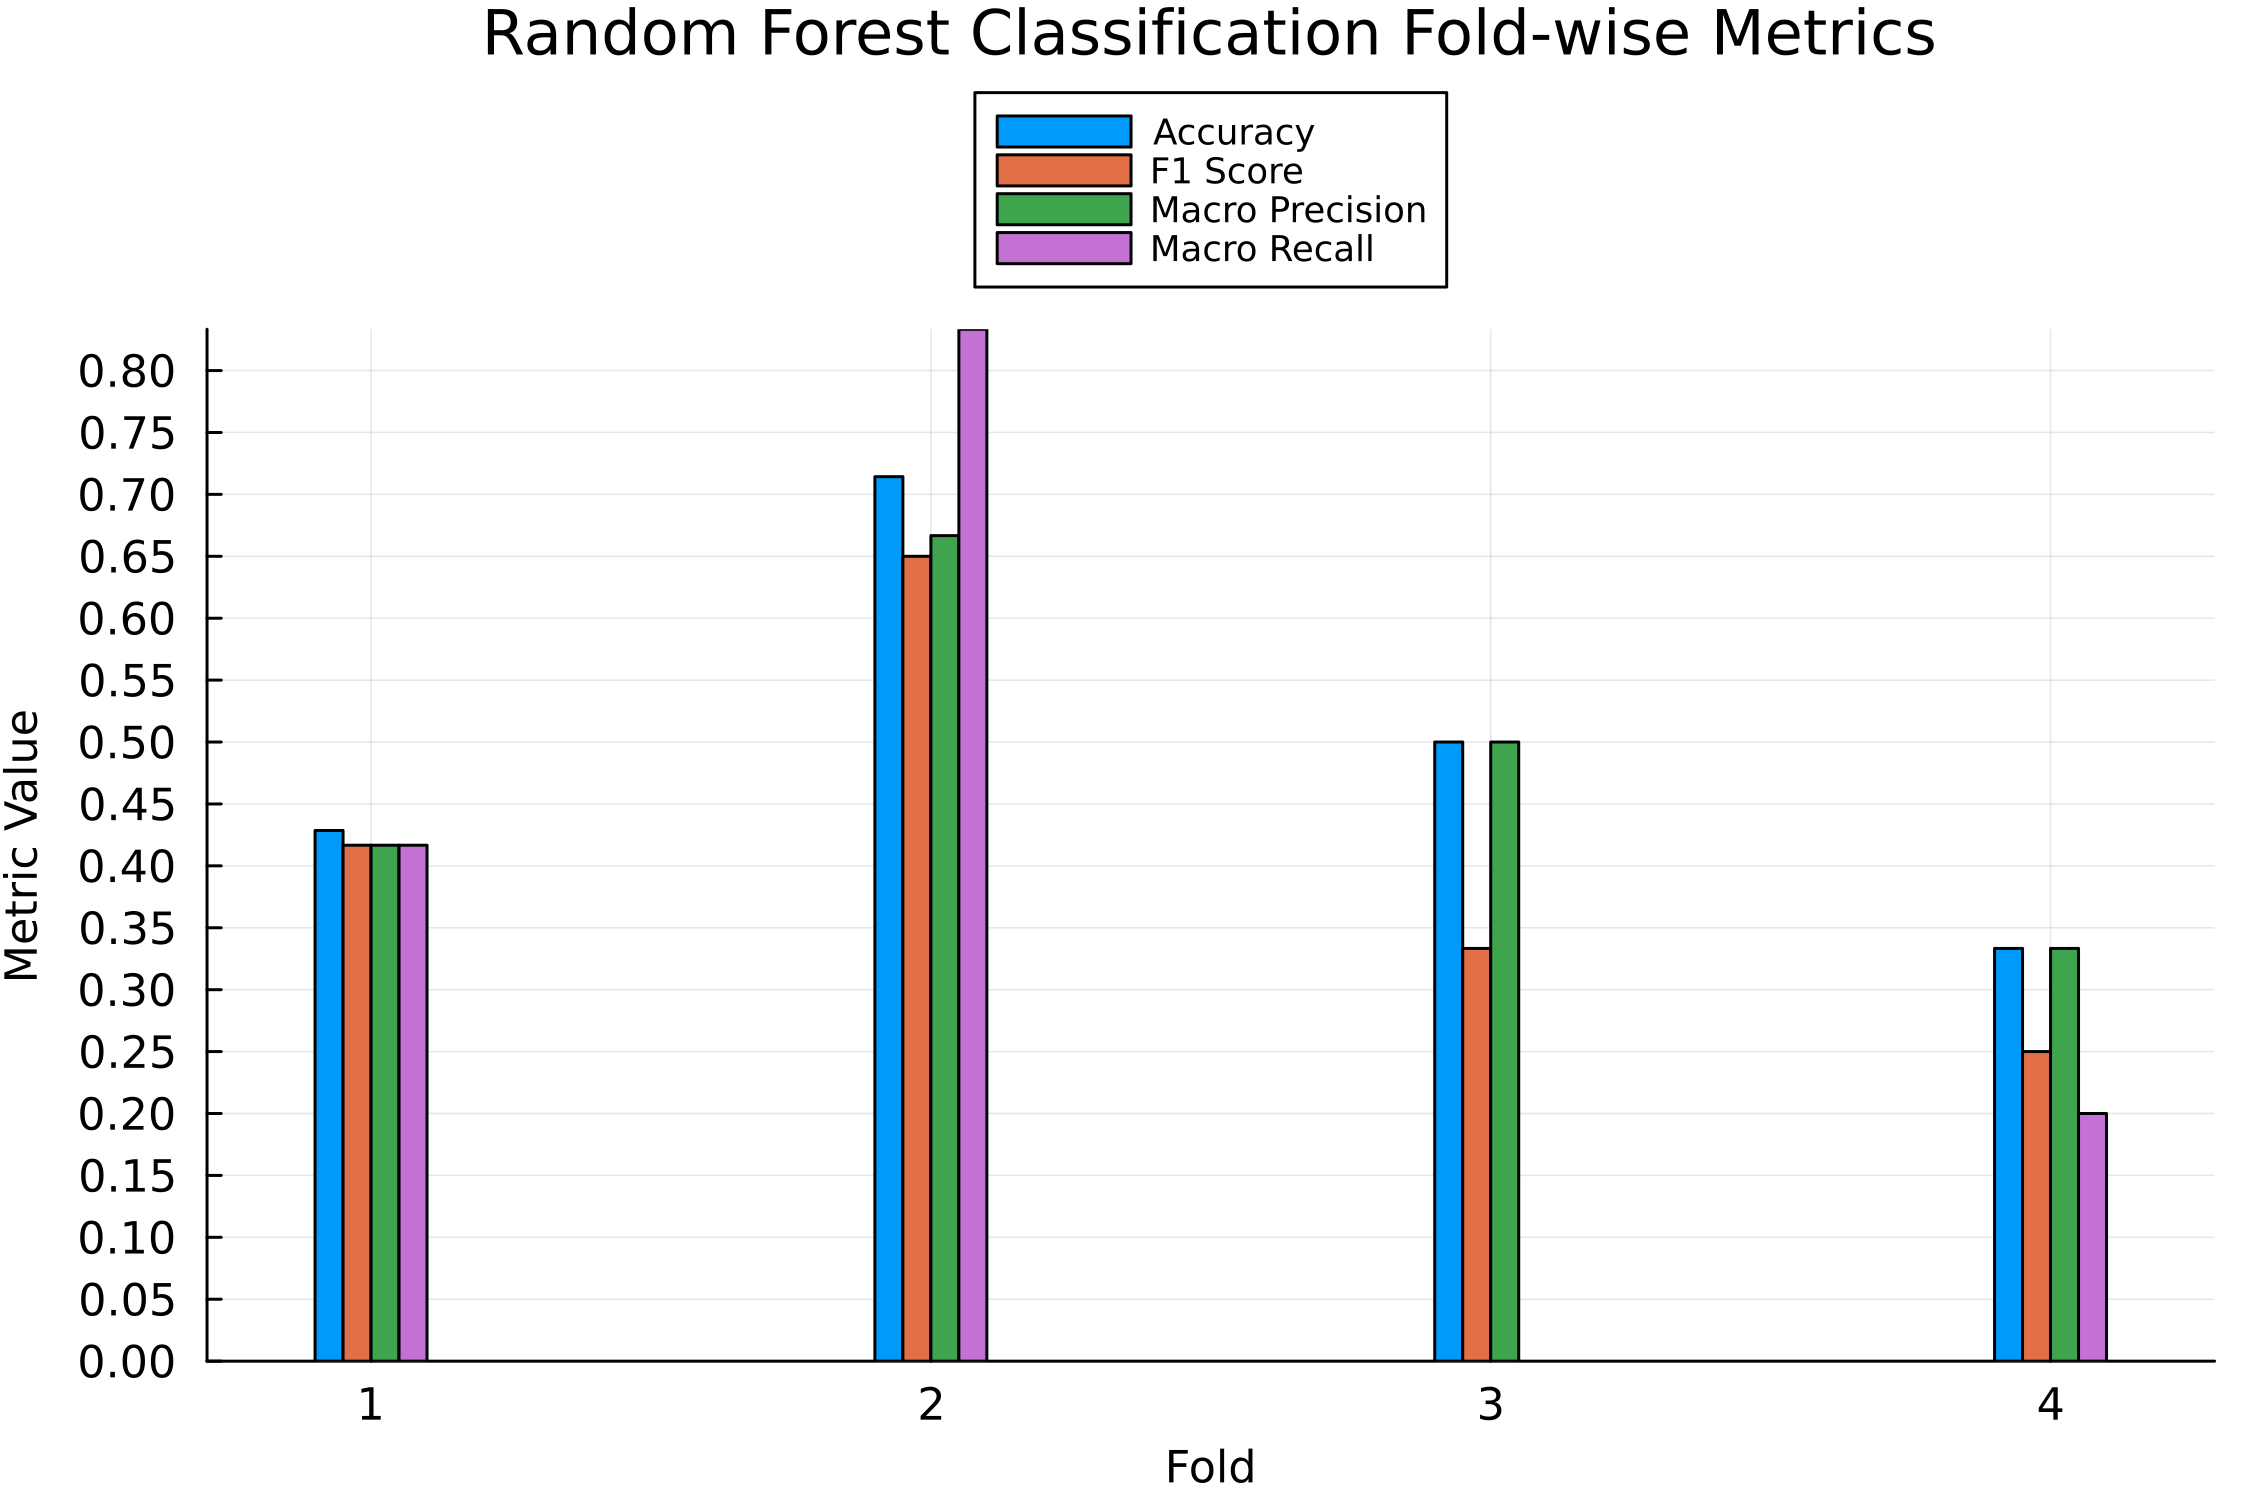 Random Forest Classification Fold-wise Metrics
Accuracy
F1 Score
Macro Precision
Macro Recall
0.80
0.75
0.70
0.65
0.60
0.55
0.50
0.45
0.40
0.35
0.30
0.25
0.20
0.15
0.10
0.05
0.00
Metric Value
1 2 3 4
Fold